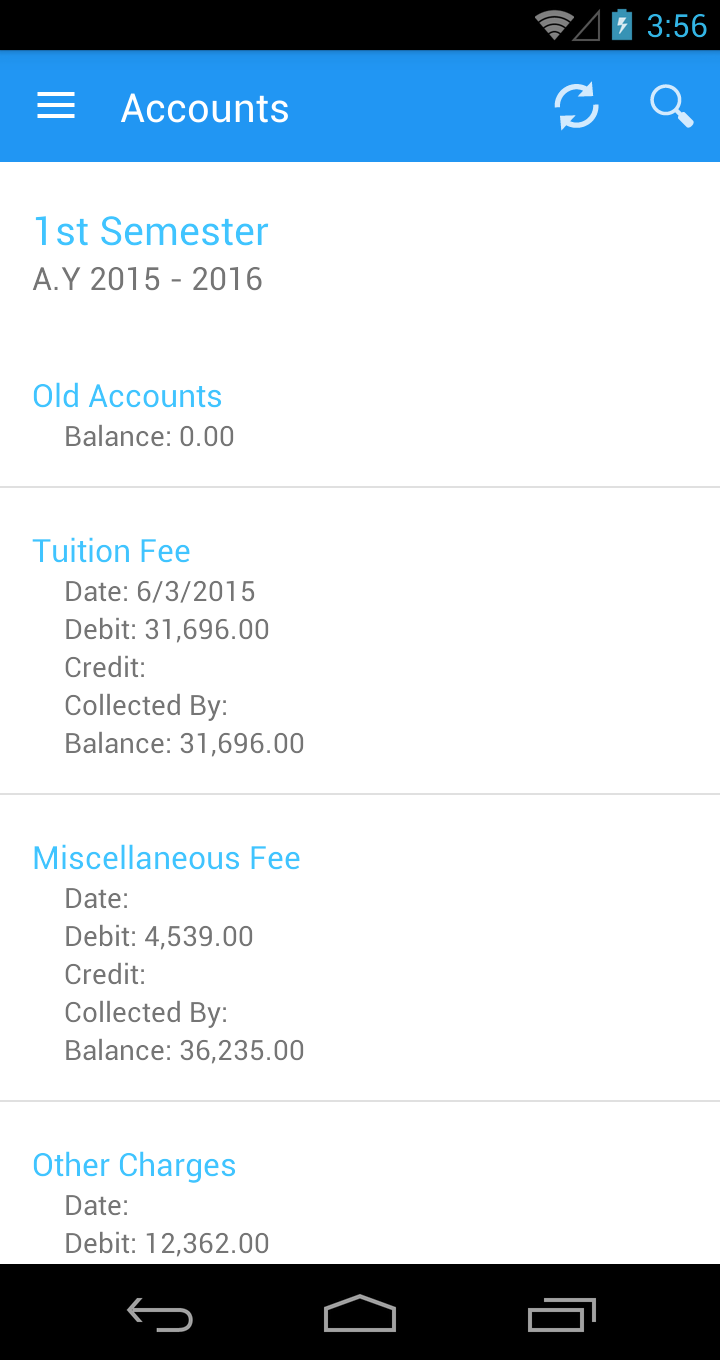 3:56
Accounts
1st Semester
A.Y 2015 - 2016
Old Accounts
Balance: 0.00
Tuition Fee
Date: 6/3/2015
Debit: 31,696.00
Credit:
Collected By:
Balance: 31,696.00
Miscellaneous Fee
Date:
Debit: 4,539.00
Credit:
Collected By:
Balance: 36,235.00
Other Charges
Date:
Debit: 12,362.00